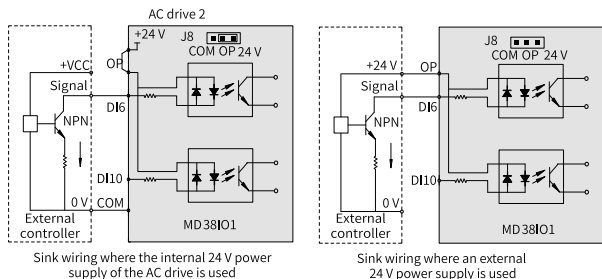 AC drive 2
+24 V
J8
COM OP 24 V
+VCC
OP
Signal
DI6
NPN
DI10
0 V
COM
External
controller
MD38IO1
Sink wiring where the internal 24 V power
supply of the AC drive is used
J8
COM OP 24 V
+24 V
OP
Signal
DI6
NPN
DI10
0 V
External
controller
MD38IO1
Sink wiring where an external
24 V power supply is used